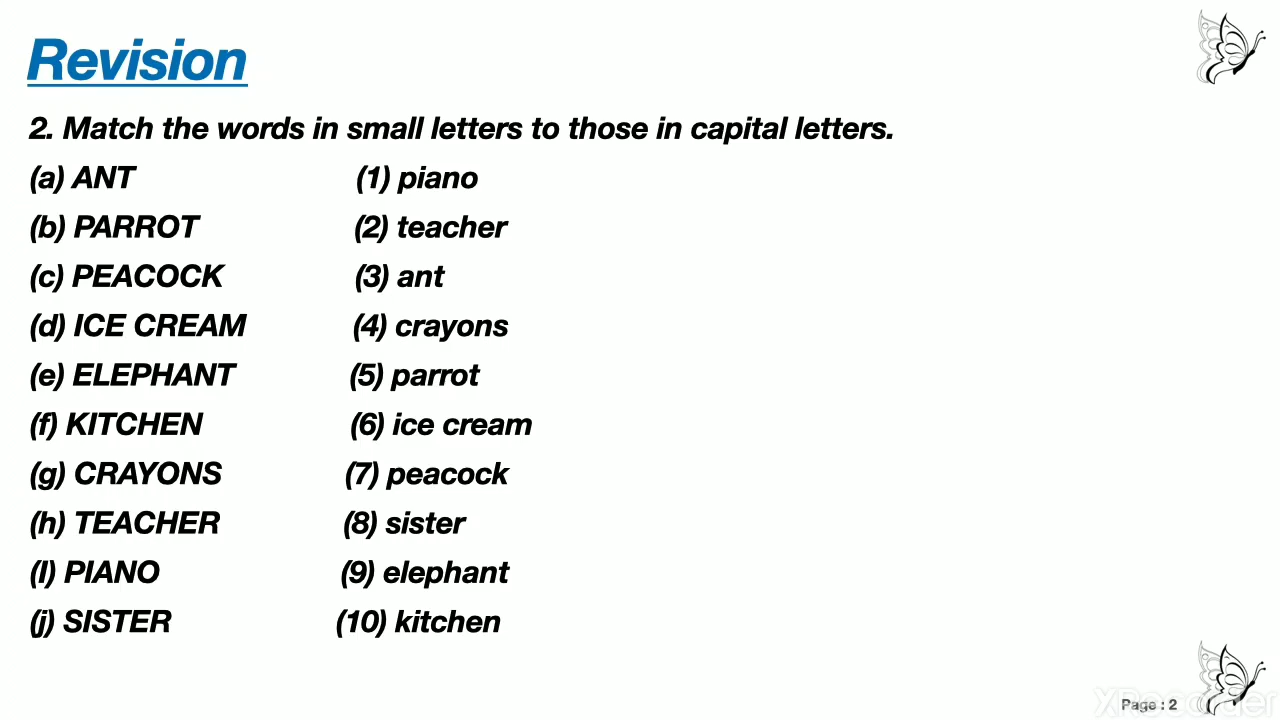 Revision
2. Match the words in small letters to those in capital letters.
(a) ANT (1) piano
(b) PARROT (2) teacher
(c) PEACOCK (3) ant
(d) ICE CREAM (4) crayons
(e) ELEPHANT (5) parrot
(f) KITCHEN (6) ice cream
(g) CRAYONS (7) peacock
(h) TEACHER (8) sister
(I) PIANO (9) elephant
(j) SISTER (10) kitchen
XRecorder
Page : 2